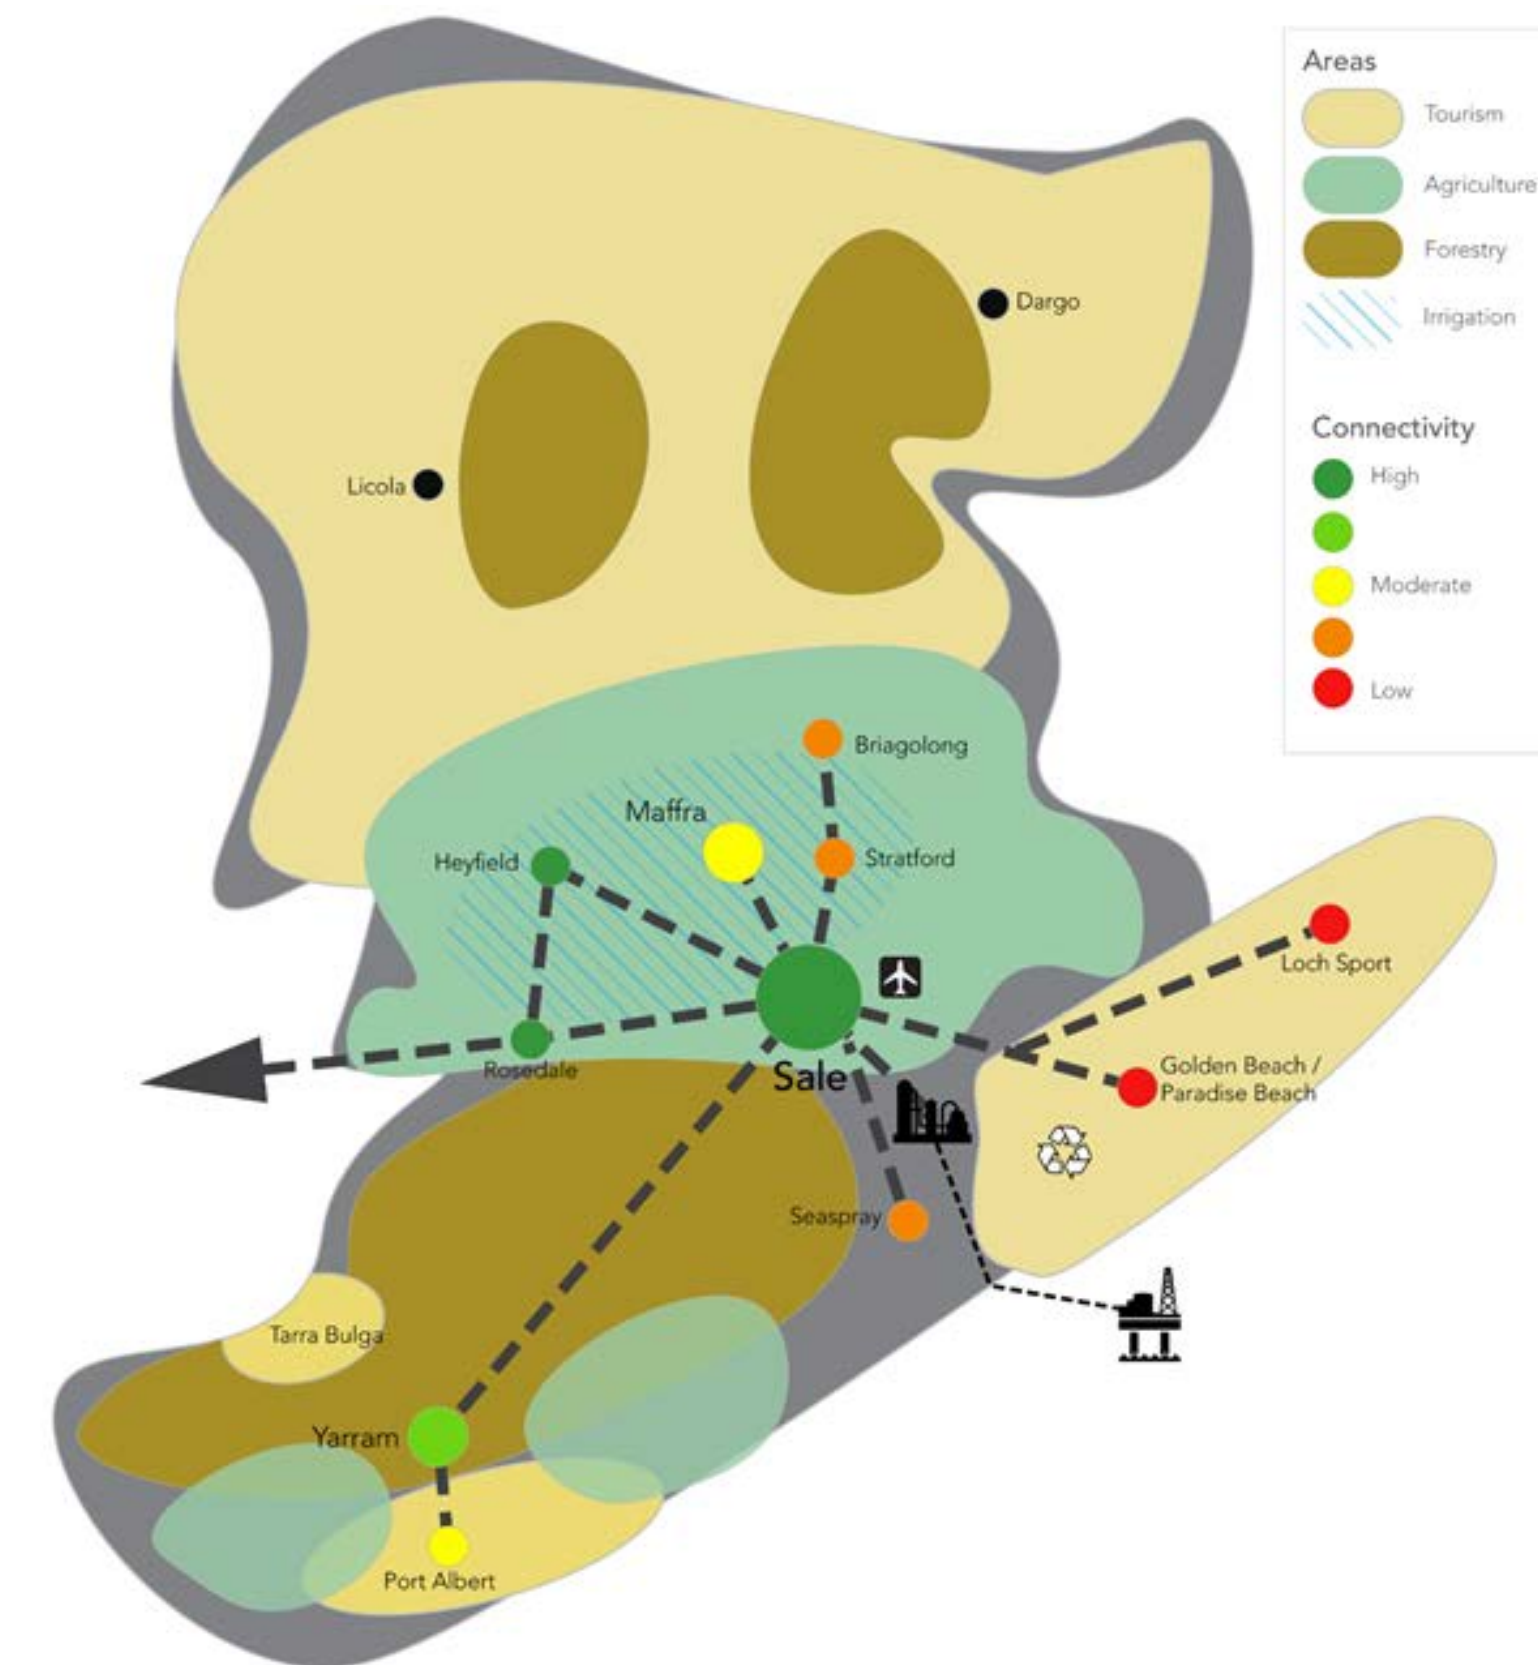 Areas
Tourism
Agriculture
Forestry
Irrigation
Connectivity
High
Moderate
Low
Dargo
Licola
Briagolong
Maffra
Heyfield
Stratford
Loch Sport
Rosedale
Sale
Golden Beach /
Paradise Beach
Seaspray
Tarra Bulga
Yarram
Port Albert